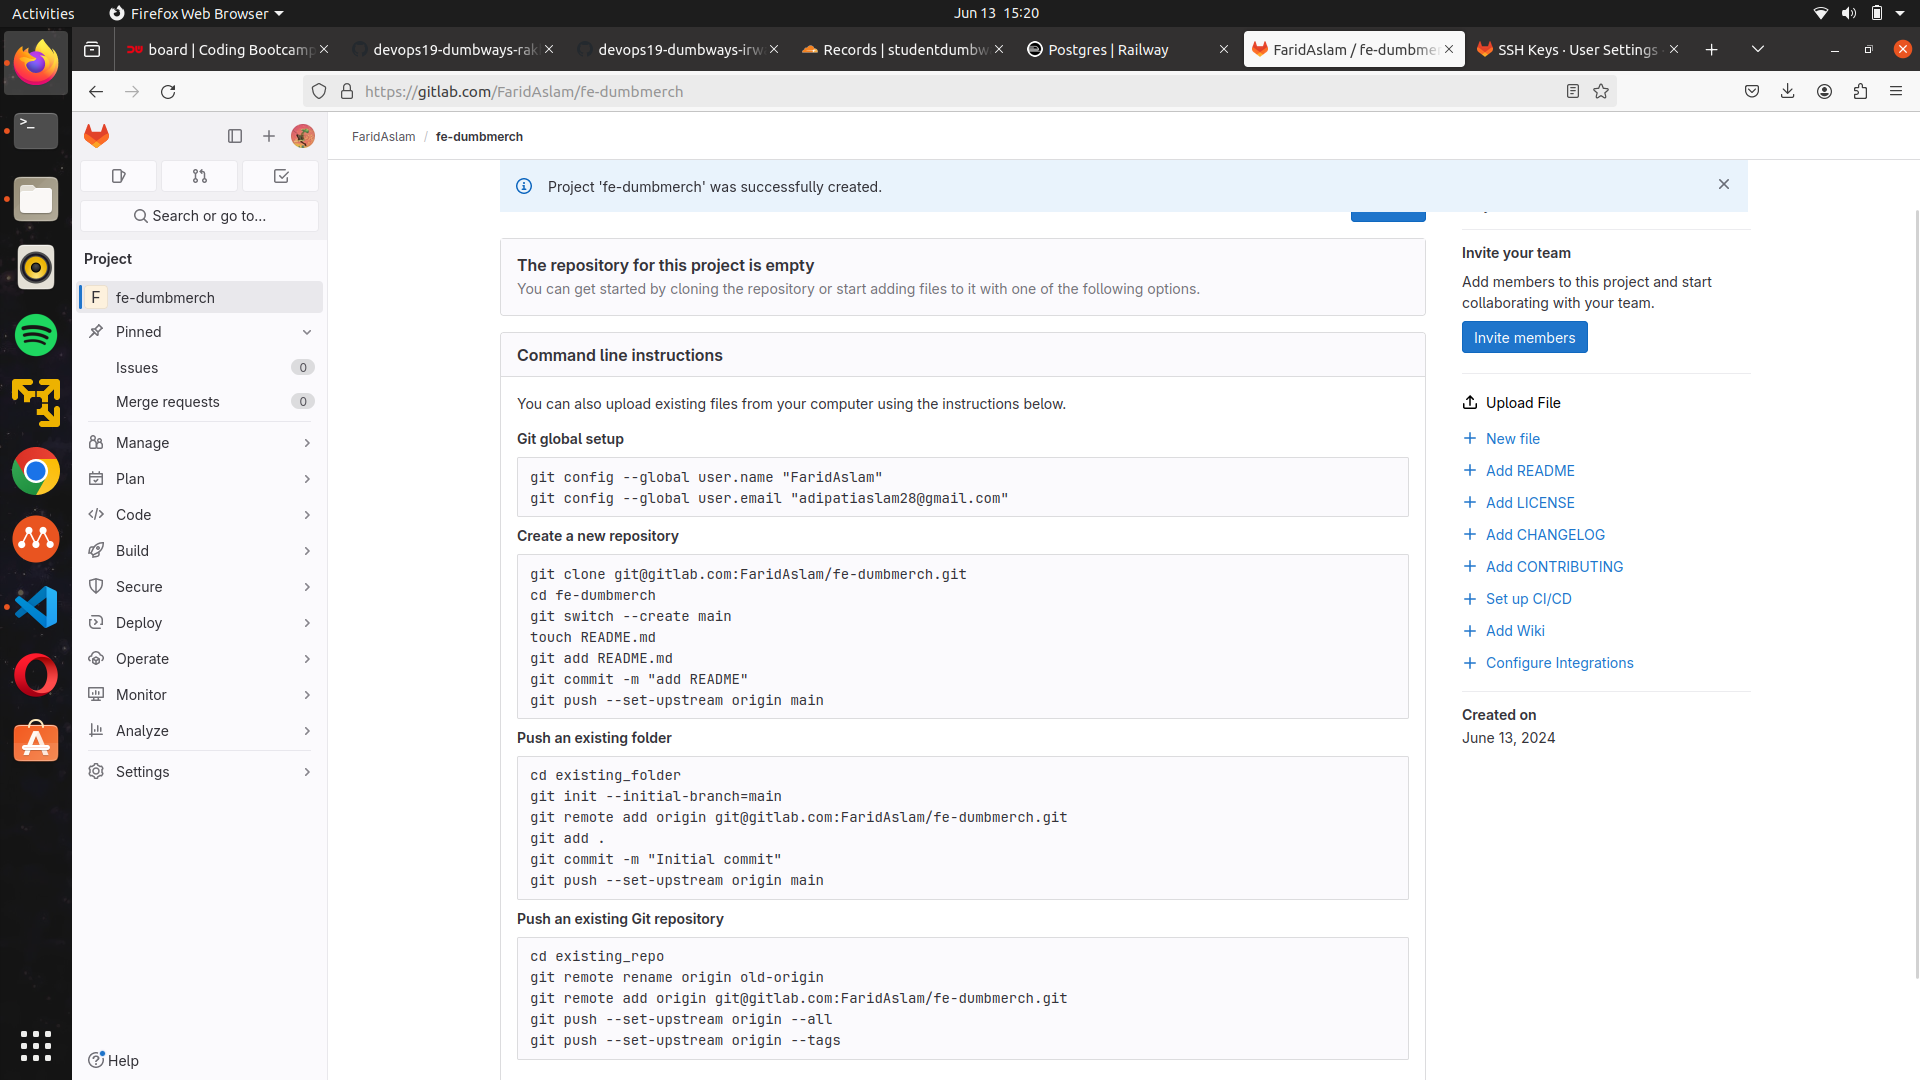 Activities
Firefox Web Browser
Jun 13 15:20
board | Coding Bootcamp
devops19-dumbways-rak
devops19-dumbways-irwa
Records | studentdumbw
Postgres | Railway
FaridAslam / fe-dumbmer
SSH Keys · User Settings
https://gitlab.com/FaridAslam/fe-dumbmerch
FaridAslam / fe-dumbmerch
Search or go to...
Project
F fe-dumbmerch
Pinned
Issues 0
Merge requests 0
Manage
Plan
Code
Build
Secure
Deploy
Operate
Monitor
Analyze
Settings
Help
Project 'fe-dumbmerch' was successfully created.
The repository for this project is empty
You can get started by cloning the repository or start adding files to it with one of the following options.
Command line instructions
You can also upload existing files from your computer using the instructions below.
Git global setup
git config --global user.name "FaridAslam"
git config --global user.email "adipatiaslam28@gmail.com"
Create a new repository
git clone git@gitlab.com:FaridAslam/fe-dumbmerch.git
cd fe-dumbmerch
git switch --create main
touch README.md
git add README.md
git commit -m "add README"
git push --set-upstream origin main
Push an existing folder
cd existing_folder
git init --initial-branch=main
git remote add origin git@gitlab.com:FaridAslam/fe-dumbmerch.git
git add .
git commit -m "Initial commit"
git push --set-upstream origin main
Push an existing Git repository
cd existing_repo
git remote rename origin old-origin
git remote add origin git@gitlab.com:FaridAslam/fe-dumbmerch.git
git push --set-upstream origin --all
git push --set-upstream origin --tags
Invite your team
Add members to this project and start
collaborating with your team.
Invite members
Upload File
New file
Add README
Add LICENSE
Add CHANGELOG
Add CONTRIBUTING
Set up CI/CD
Add Wiki
Configure Integrations
Created on
June 13, 2024